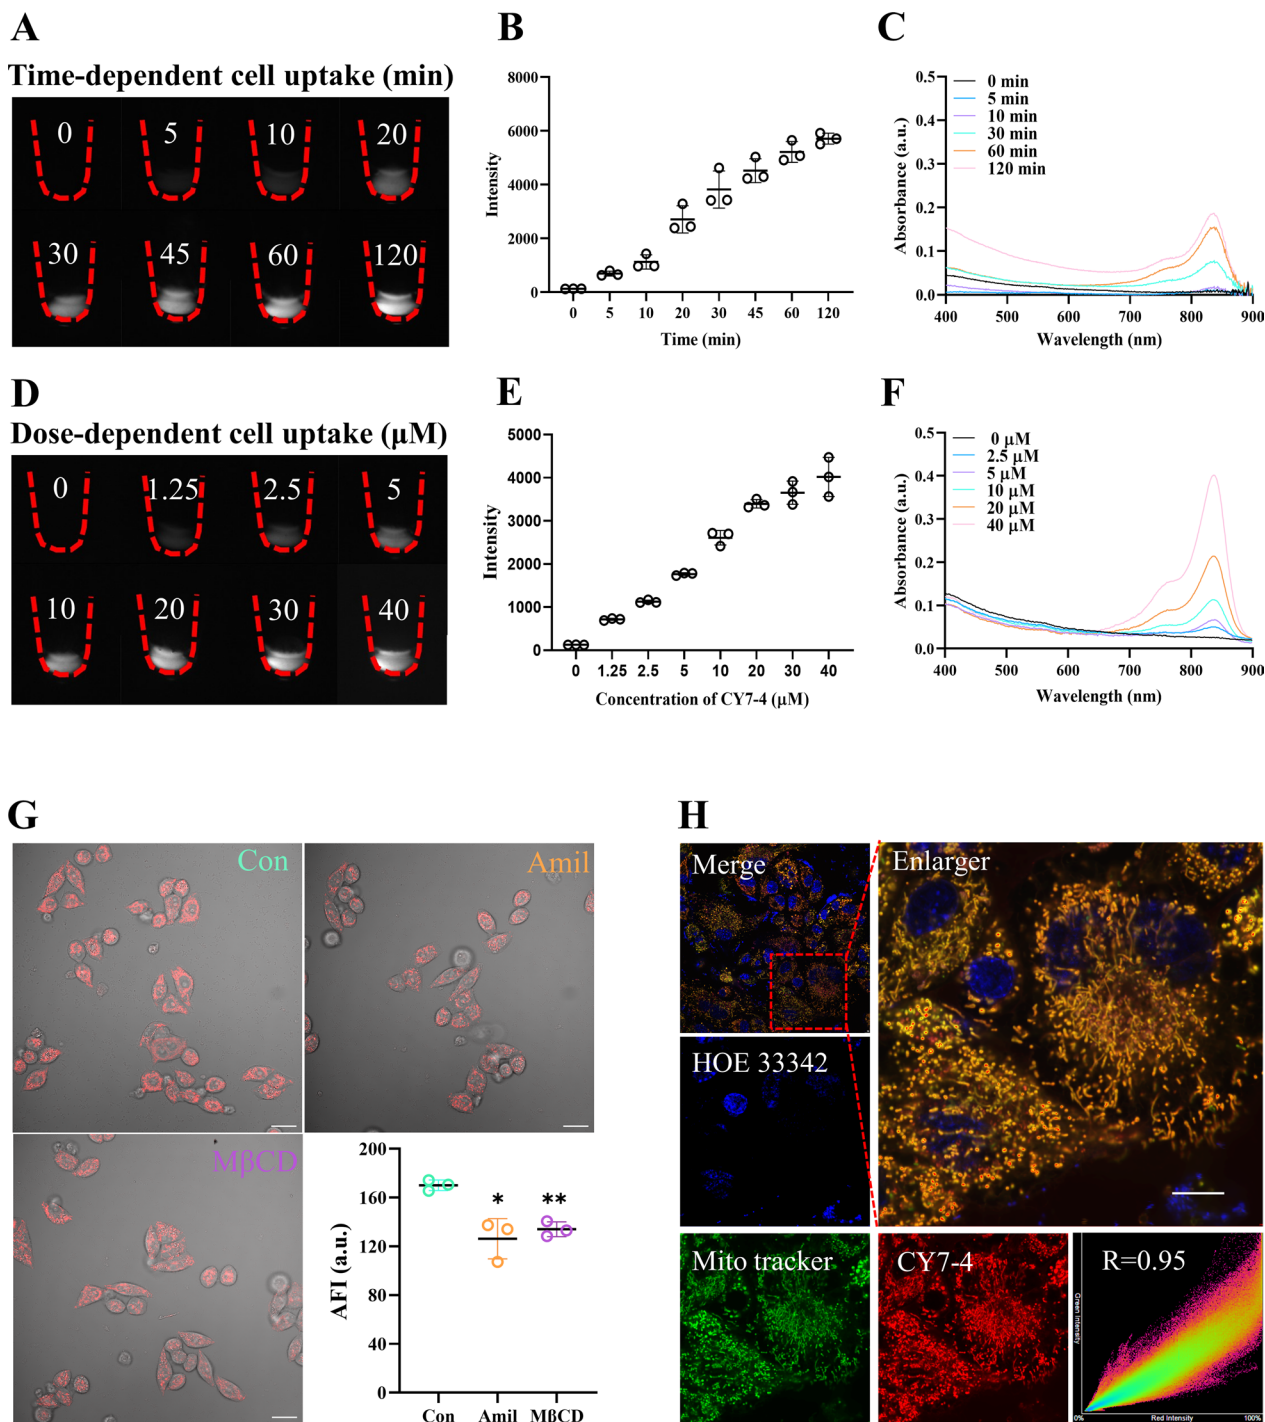 A
Time-dependent cell uptake (min)
0 5 10 20
30 45 60 120
B
8000
6000
4000
2000
0
Intensity
0 5 10 20 30 45 60 120
Time (min)
C
0.5
0.4
0.3
0.2
0.1
0.0
Absorbance (a.u.)
0 min
5 min
10 min
30 min
60 min
120 min
400 500 600 700 800 900
Wavelength (nm)
D
Dose-dependent cell uptake (μM)
0 1.25 2.5 5
10 20 30 40
E
5000
4000
3000
2000
1000
0
Intensity
0 1.25 2.5 5 10 20 30 40
Concentration of CY7-4 (μM)
F
0.5
0.4
0.3
0.2
0.1
0.0
Absorbance (a.u.)
0 μM
2.5 μM
5 μM
10 μM
20 μM
40 μM
400 500 600 700 800 900
Wavelength (nm)
G
Con
Amil
MβCD
200
160
120
80
40
0
AFI (a.u.)
* **
Con Amil MβCD
H
Merge
Enlarger
HOE 33342
Mito tracker
CY7-4
R=0.95
Green Intensity
0% Red Intensity 100%